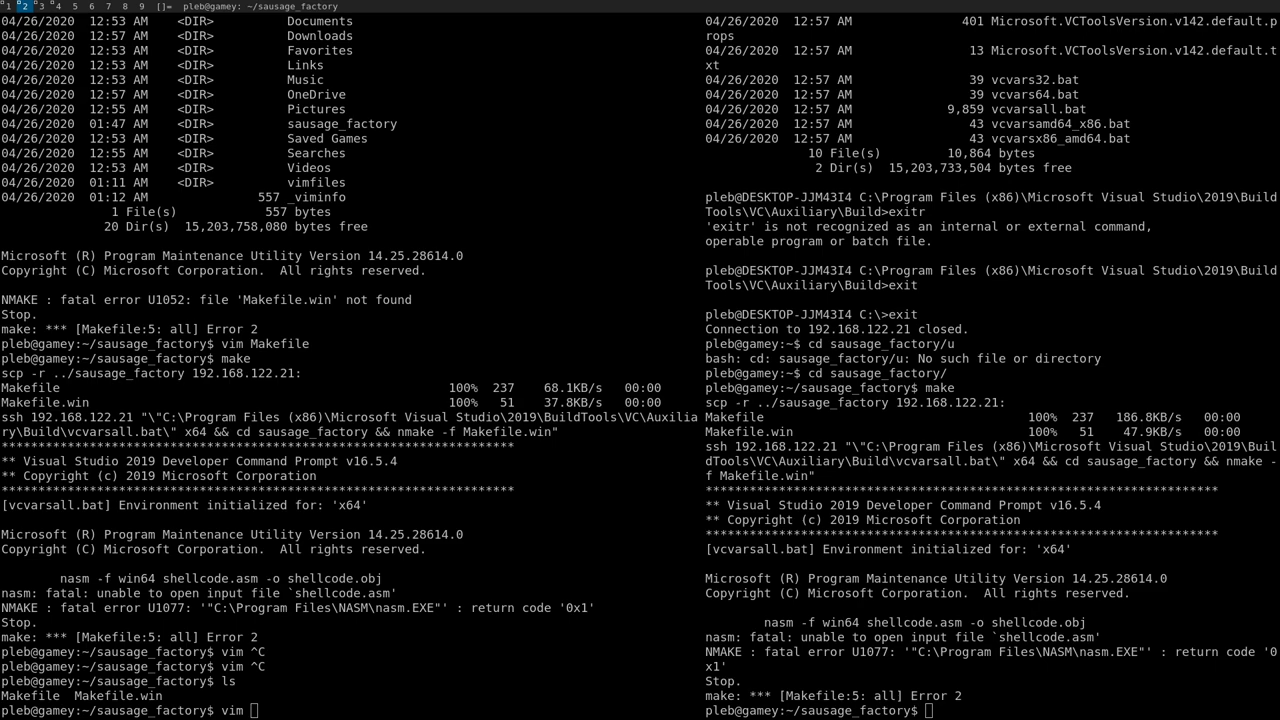 1 2 3 4 5 6 7 8 9 []= pleb@gamey: ~/sausage_factory
04/26/2020  12:53 AM    <DIR>          Documents
04/26/2020  12:57 AM    <DIR>          Downloads
04/26/2020  12:53 AM    <DIR>          Favorites
04/26/2020  12:53 AM    <DIR>          Links
04/26/2020  12:53 AM    <DIR>          Music
04/26/2020  12:57 AM    <DIR>          OneDrive
04/26/2020  12:55 AM    <DIR>          Pictures
04/26/2020  01:47 AM    <DIR>          sausage_factory
04/26/2020  12:53 AM    <DIR>          Saved Games
04/26/2020  12:55 AM    <DIR>          Searches
04/26/2020  12:53 AM    <DIR>          Videos
04/26/2020  01:11 AM    <DIR>          vimfiles
04/26/2020  01:12 AM               557 _viminfo
               1 File(s)            557 bytes
              20 Dir(s)  15,203,758,080 bytes free
Microsoft (R) Program Maintenance Utility Version 14.25.28614.0
Copyright (C) Microsoft Corporation.  All rights reserved.
NMAKE : fatal error U1052: file 'Makefile.win' not found
Stop.
make: *** [Makefile:5: all] Error 2
pleb@gamey:~/sausage_factory$ vim Makefile
pleb@gamey:~/sausage_factory$ make
scp -r ../sausage_factory 192.168.122.21:
Makefile                                                     100%  237    68.1KB/s   00:00
Makefile.win                                                 100%   51    37.8KB/s   00:00
ssh 192.168.122.21 "\"C:\Program Files (x86)\Microsoft Visual Studio\2019\BuildTools\VC\Auxilia
ry\Build\vcvarsall.bat\" x64 && cd sausage_factory && nmake -f Makefile.win"
**********************************************************************
** Visual Studio 2019 Developer Command Prompt v16.5.4
** Copyright (c) 2019 Microsoft Corporation
**********************************************************************
[vcvarsall.bat] Environment initialized for: 'x64'
Microsoft (R) Program Maintenance Utility Version 14.25.28614.0
Copyright (C) Microsoft Corporation.  All rights reserved.
        nasm -f win64 shellcode.asm -o shellcode.obj
nasm: fatal: unable to open input file `shellcode.asm'
NMAKE : fatal error U1077: '"C:\Program Files\NASM\nasm.EXE"' : return code '0x1'
Stop.
make: *** [Makefile:5: all] Error 2
pleb@gamey:~/sausage_factory$ vim ^C
pleb@gamey:~/sausage_factory$ vim ^C
pleb@gamey:~/sausage_factory$ ls
Makefile  Makefile.win
pleb@gamey:~/sausage_factory$ vim
04/26/2020  12:57 AM               401 Microsoft.VCToolsVersion.v142.default.p
rops
04/26/2020  12:57 AM                13 Microsoft.VCToolsVersion.v142.default.t
xt
04/26/2020  12:57 AM                39 vcvars32.bat
04/26/2020  12:57 AM                39 vcvars64.bat
04/26/2020  12:57 AM             9,859 vcvarsall.bat
04/26/2020  12:57 AM                43 vcvarsamd64_x86.bat
04/26/2020  12:57 AM                43 vcvarsx86_amd64.bat
              10 File(s)         10,864 bytes
               2 Dir(s)  15,203,733,504 bytes free
pleb@DESKTOP-JJM43I4 C:\Program Files (x86)\Microsoft Visual Studio\2019\Build
Tools\VC\Auxiliary\Build>exitr
'exitr' is not recognized as an internal or external command,
operable program or batch file.
pleb@DESKTOP-JJM43I4 C:\Program Files (x86)\Microsoft Visual Studio\2019\Build
Tools\VC\Auxiliary\Build>exit
pleb@DESKTOP-JJM43I4 C:\>exit
Connection to 192.168.122.21 closed.
pleb@gamey:~$ cd sausage_factory/u
bash: cd: sausage_factory/u: No such file or directory
pleb@gamey:~$ cd sausage_factory/
pleb@gamey:~/sausage_factory$ make
scp -r ../sausage_factory 192.168.122.21:
Makefile                                    100%  237   186.8KB/s   00:00
Makefile.win                                100%   51    47.9KB/s   00:00
ssh 192.168.122.21 "\"C:\Program Files (x86)\Microsoft Visual Studio\2019\Buil
dTools\VC\Auxiliary\Build\vcvarsall.bat\" x64 && cd sausage_factory && nmake -
f Makefile.win"
**********************************************************************
** Visual Studio 2019 Developer Command Prompt v16.5.4
** Copyright (c) 2019 Microsoft Corporation
**********************************************************************
[vcvarsall.bat] Environment initialized for: 'x64'
Microsoft (R) Program Maintenance Utility Version 14.25.28614.0
Copyright (C) Microsoft Corporation.  All rights reserved.
        nasm -f win64 shellcode.asm -o shellcode.obj
nasm: fatal: unable to open input file `shellcode.asm'
NMAKE : fatal error U1077: '"C:\Program Files\NASM\nasm.EXE"' : return code '0
x1'
Stop.
make: *** [Makefile:5: all] Error 2
pleb@gamey:~/sausage_factory$